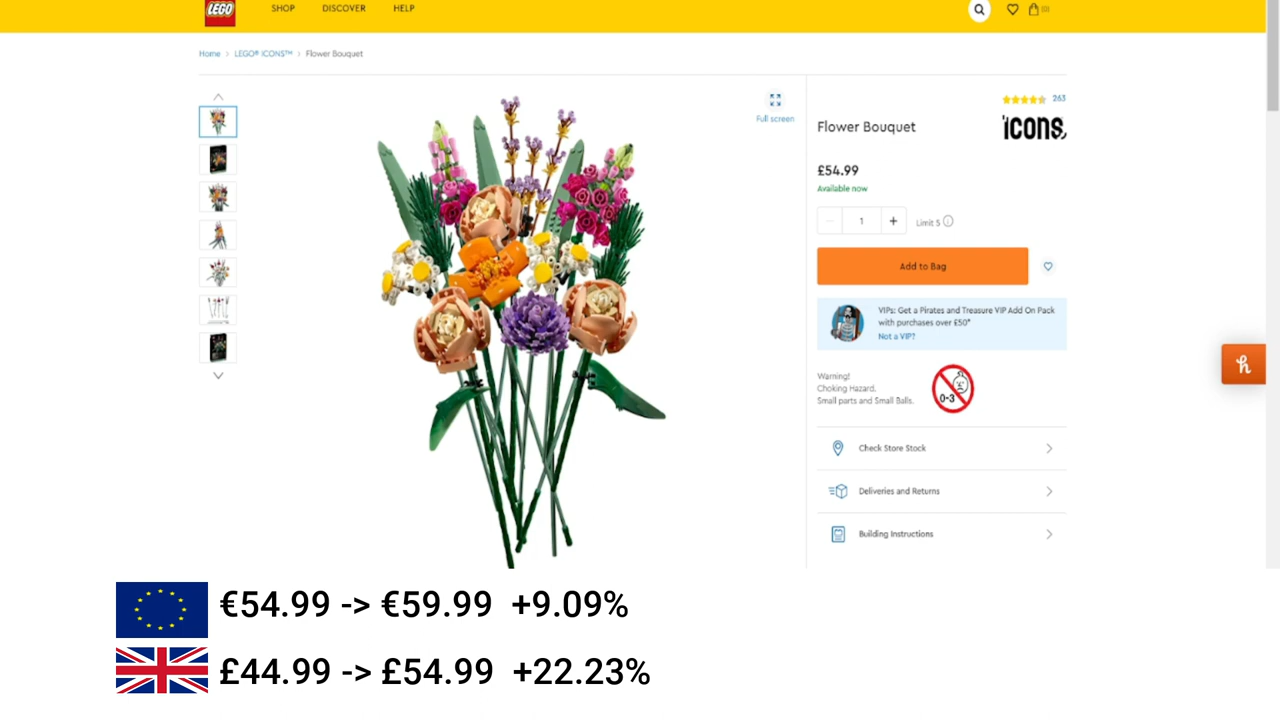 LEGO
SHOP DISCOVER HELP
Home > LEGO® ICONS™ > Flower Bouquet
Full screen
263
Flower Bouquet
ICONS
£54.99
Available now
1
Limit 5
Add to Bag
VIPs: Get a Pirates and Treasure VIP Add On Pack
with purchases over £50*
Not a VIP?
Warning!
Choking Hazard.
Small parts and Small Balls.
0-3
Check Store Stock
Deliveries and Returns
Building Instructions
h
€54.99 -> €59.99 +9.09%
£44.99 -> £54.99 +22.23%